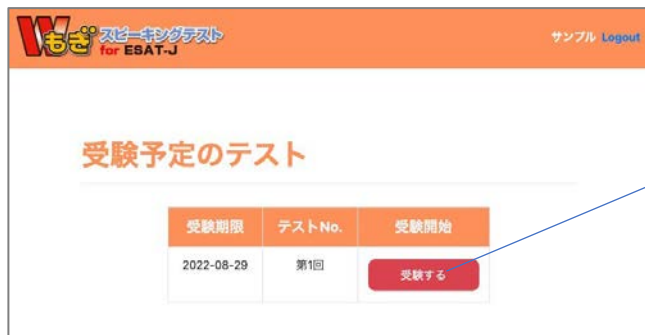 Wもぎ スピーキングテスト
for ESAT-J
サンプル Logout
受験予定のテスト
受験期限 テストNo. 受験開始
2022-08-29 第1回 受験する